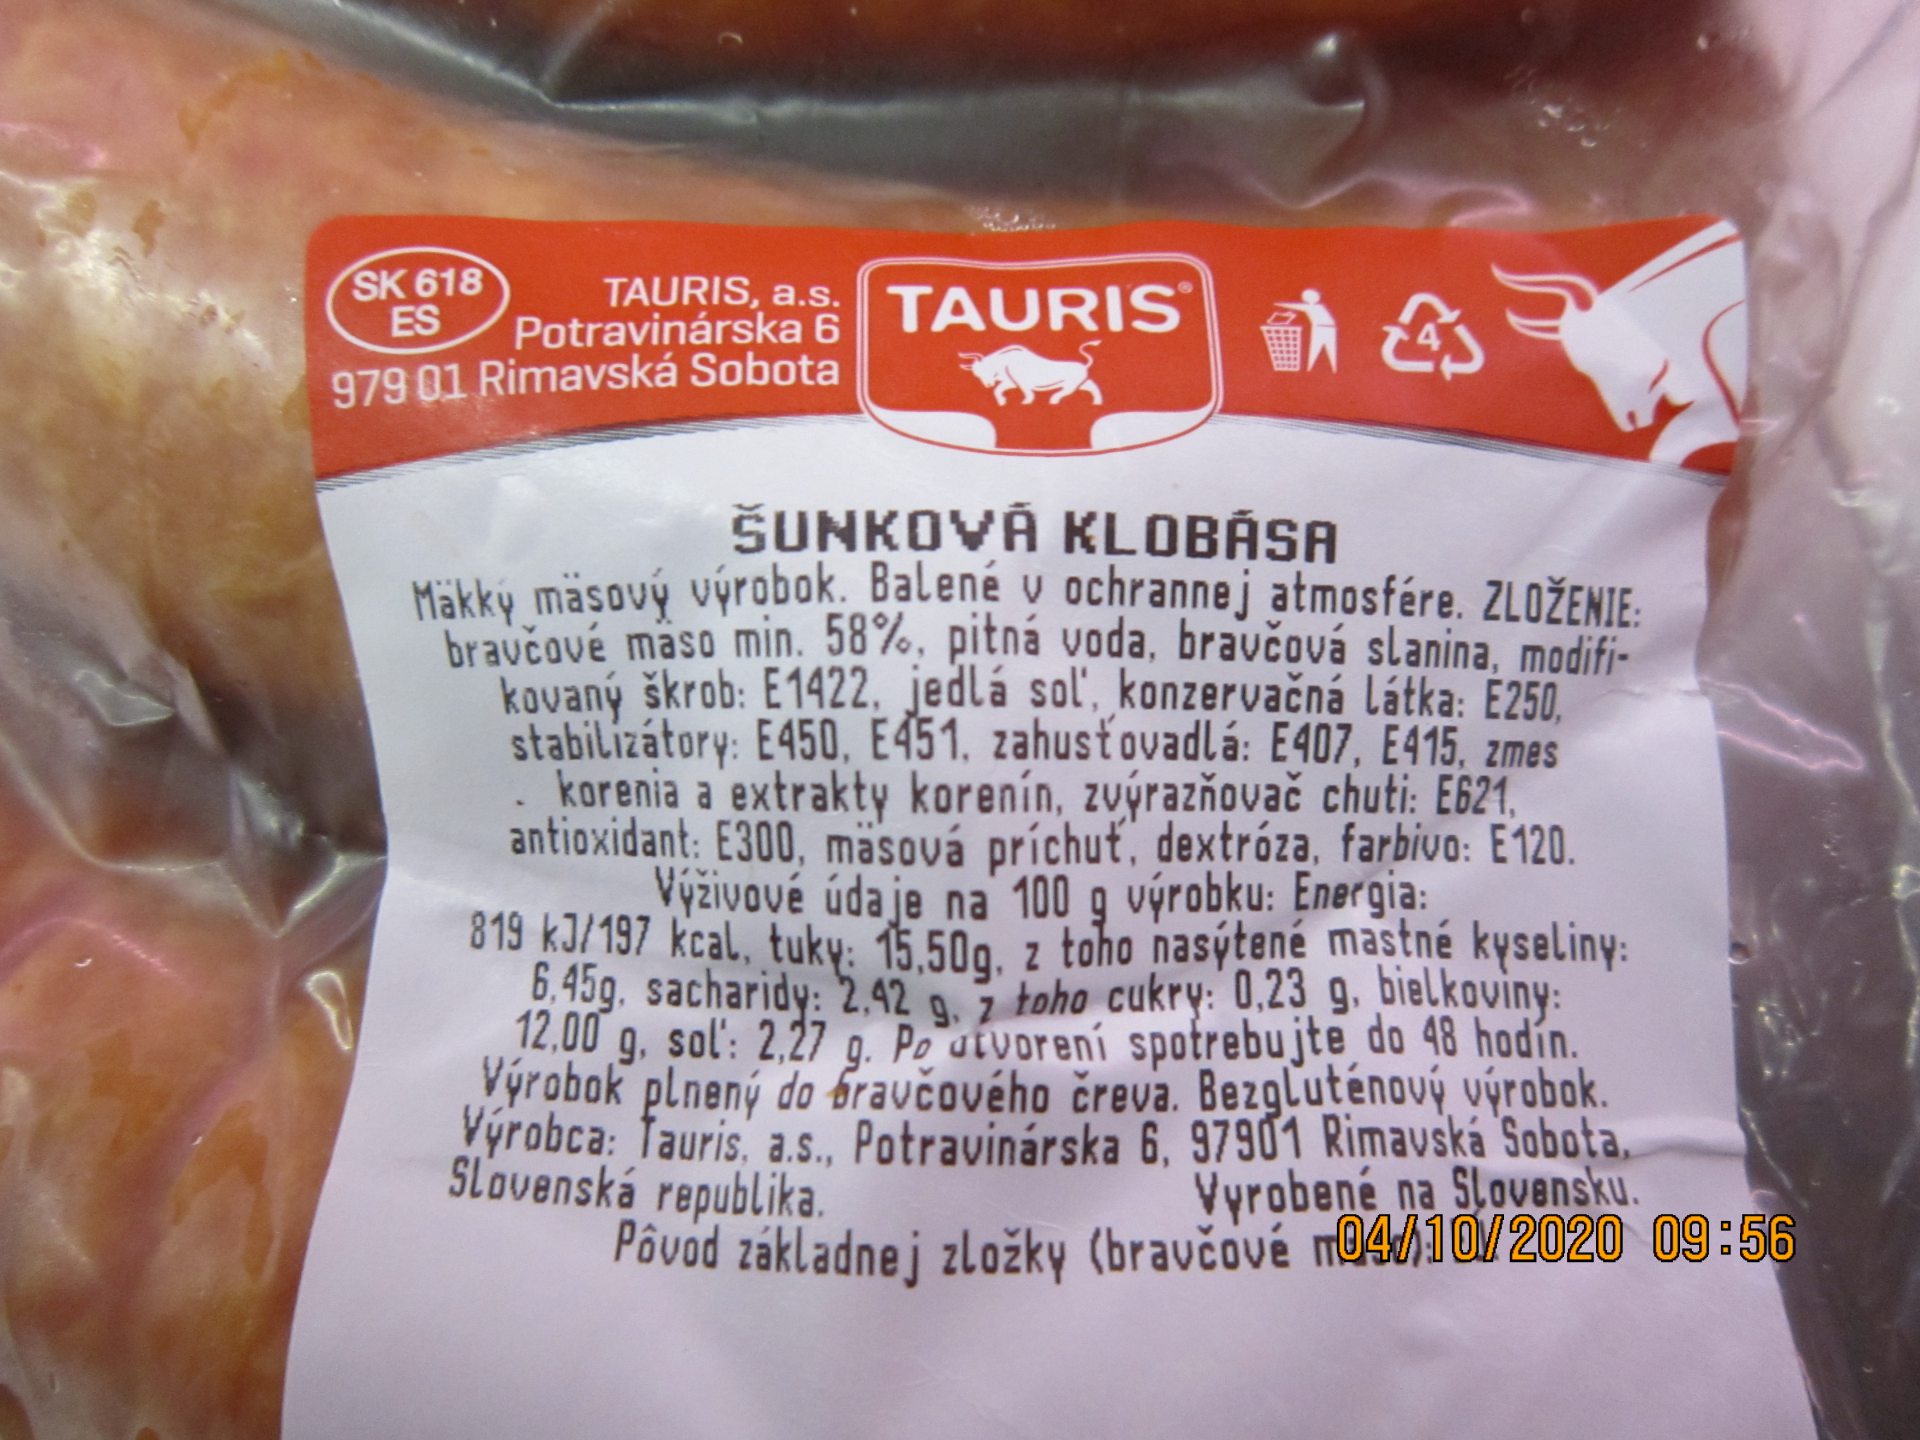 SK 618
ES
TAURIS, a.s.
Potravinárska 6
979 01 Rimavská Sobota
TAURIS®
4
ŠUNKOVÁ KLOBÁSA
Mäkký mäsový výrobok. Balené v ochrannej atmosfére. ZLOŽENIE:
bravčové mäso min. 58%, pitná voda, bravčová slanina, modifi-
kovaný škrob: E1422, jedlá soľ, konzervačná látka: E250,
stabilizátory: E450, E451, zahusťovadlá: E407, E415, zmes
korenia a extrakty korenín, zvýrazňovač chuti: E621,
antioxidant: E300, mäsová príchuť, dextróza, farbivo: E120.
Výživové údaje na 100 g výrobku: Energia:
819 kJ/197 kcal, tuky: 15,50g, z toho nasýtené mastné kyseliny:
6,45g, sacharidy: 2,42 g, z toho cukry: 0,23 g, bielkoviny:
12,00 g, soľ: 2,27 g. Po otvorení spotrebujte do 48 hodín.
Výrobok plnený do bravčového čreva. Bezgluténový výrobok.
Výrobca: Tauris, a.s., Potravinárska 6, 97901 Rimavská Sobota,
Slovenská republika. Vyrobené na Slovensku.
Pôvod základnej zložky (bravčové
04/10/2020 09:56